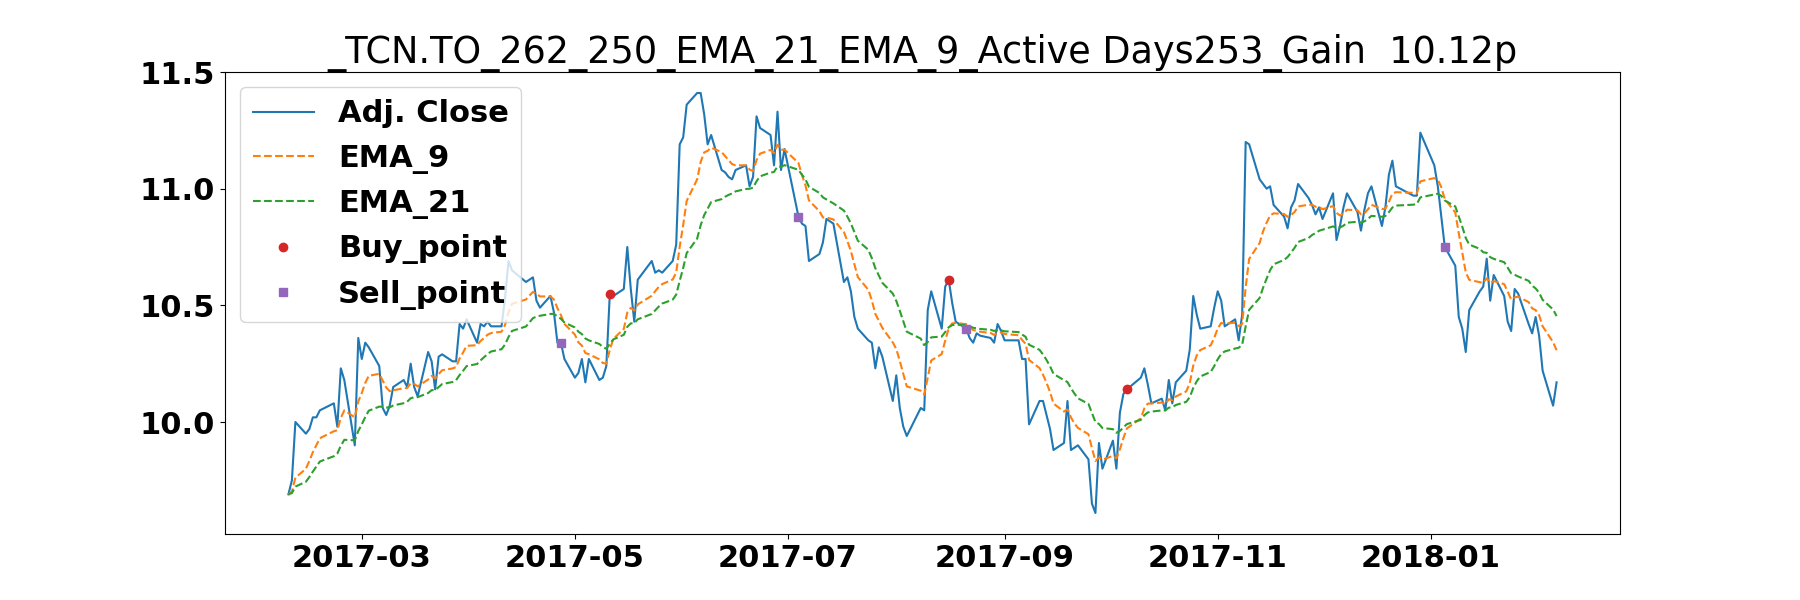 _TCN.TO_262_250_EMA_21_EMA_9_Active Days253_Gain  10.12p
11.5
11.0
10.5
10.0
Adj. Close
EMA_9
EMA_21
Buy_point
Sell_point
2017-03 2017-05 2017-07 2017-09 2017-11 2018-01